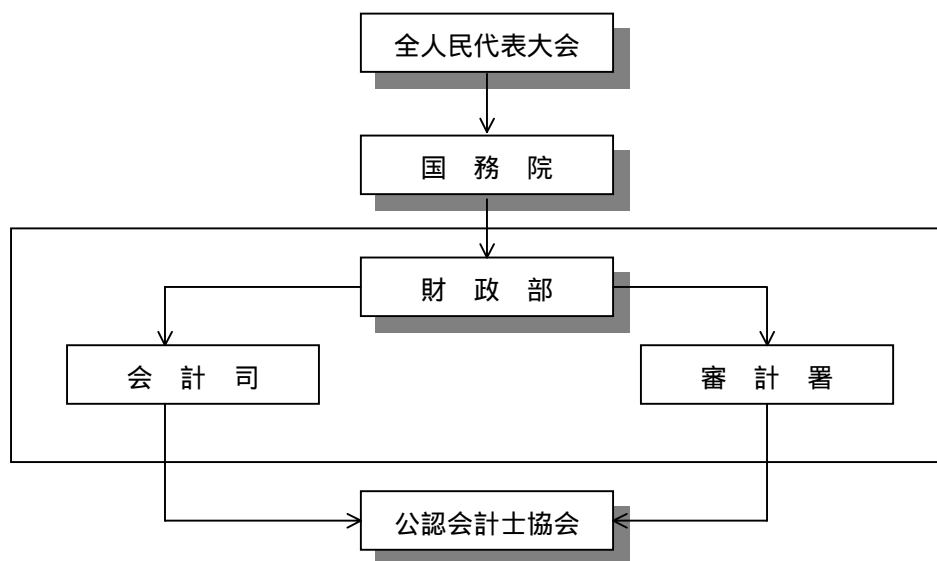 全人民代表大会
国　務　院
財　政　部
会　計　司
審　計　署
公認会計士協会